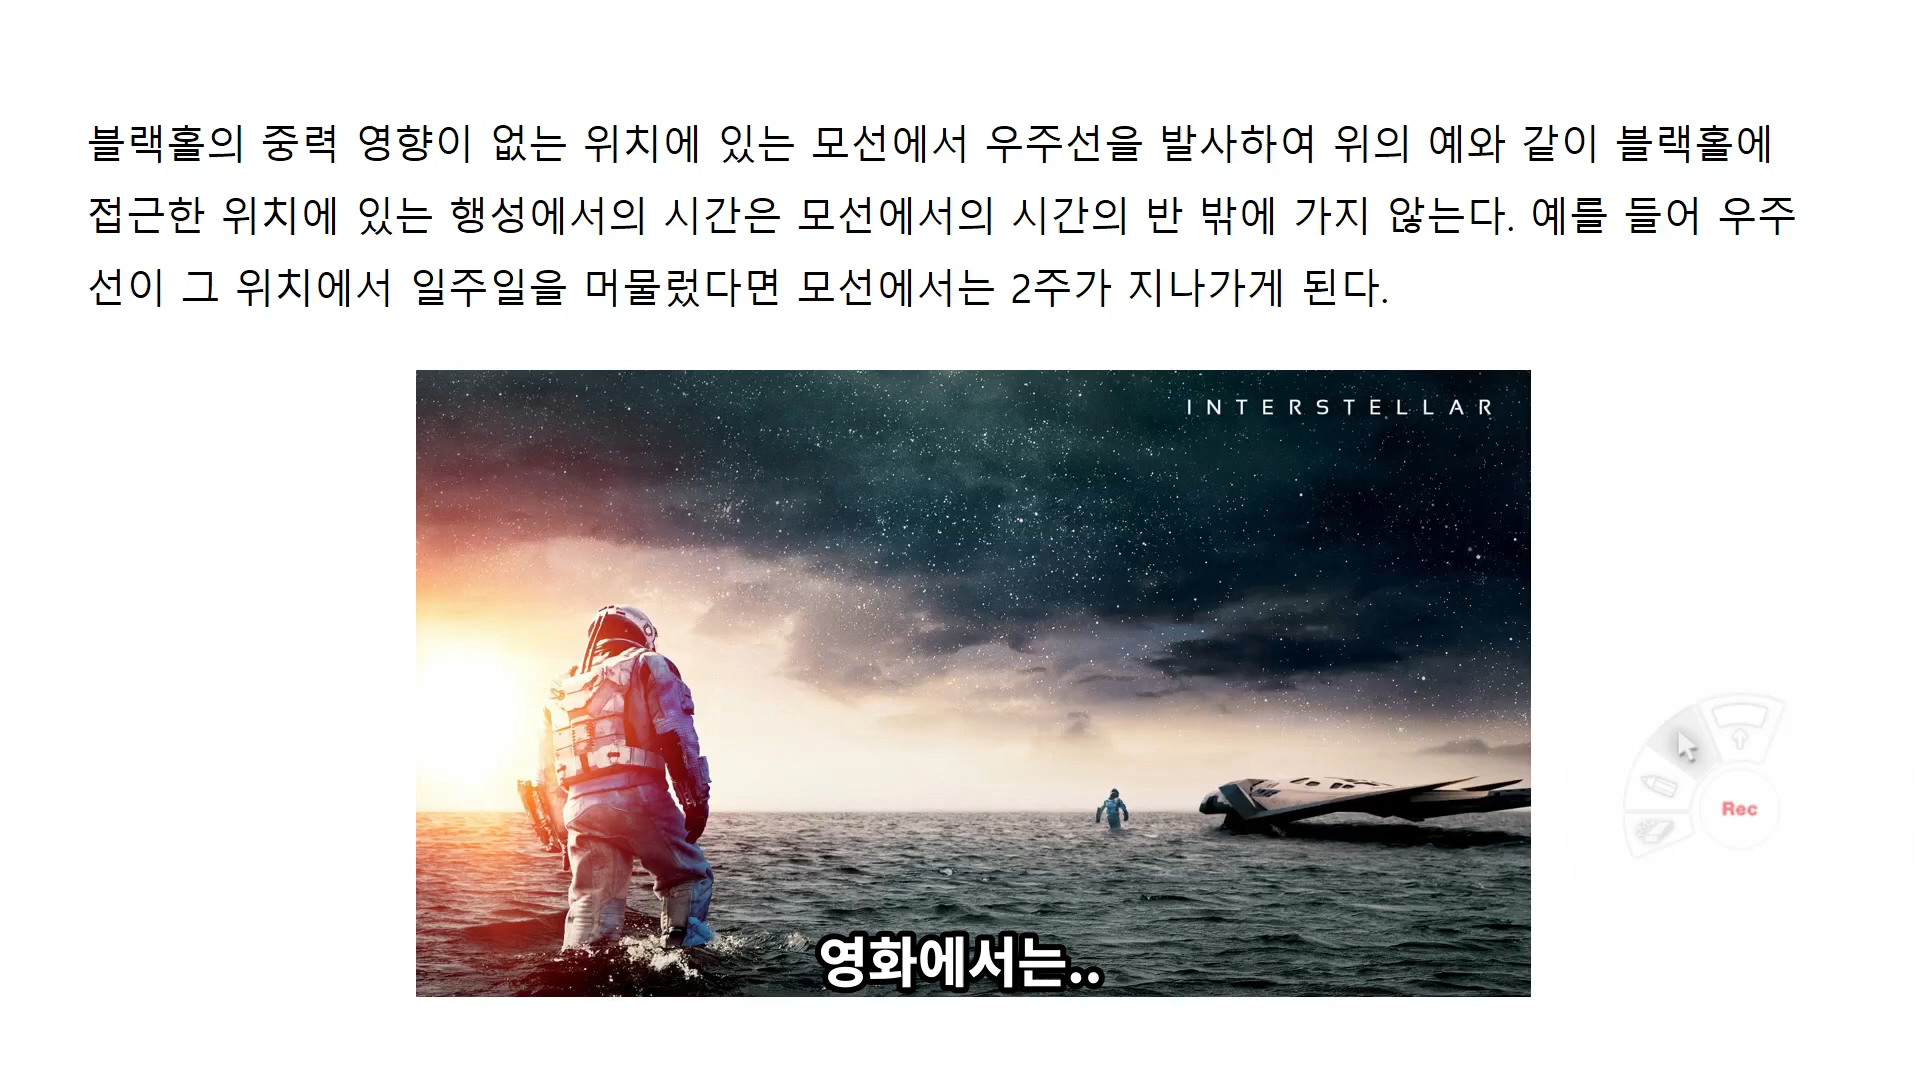 블랙홀의 중력 영향이 없는 위치에 있는 모선에서 우주선을 발사하여 위의 예와 같이 블랙홀에
접근한 위치에 있는 행성에서의 시간은 모선에서의 시간의 반 밖에 가지 않는다. 예를 들어 우주
선이 그 위치에서 일주일을 머물렀다면 모선에서는 2주가 지나가게 된다.
INTERSTELLAR
Rec
영화에서는..